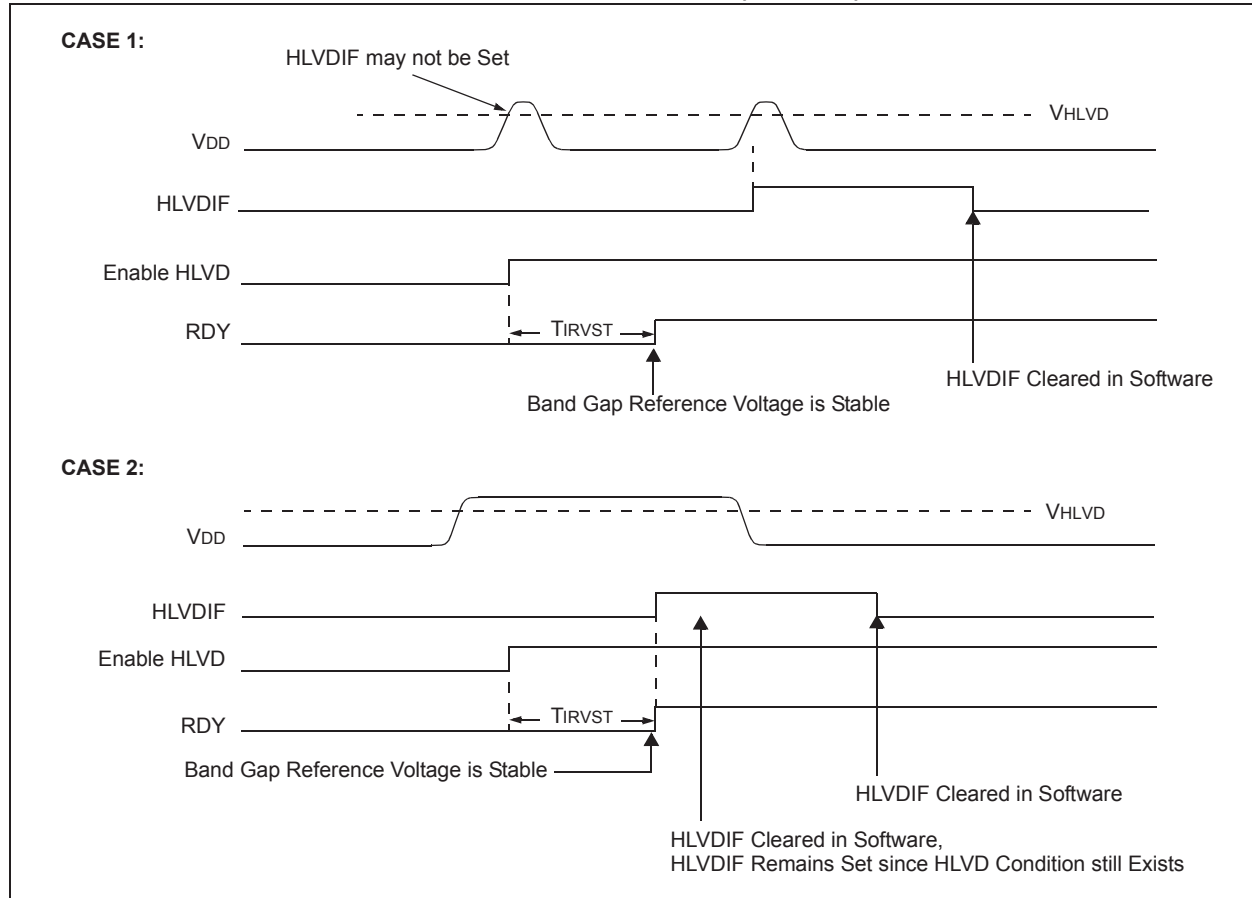 CASE 1:
HLVDIF may not be Set
VHLVD
VDD
HLVDIF
Enable HLVD
RDY
TIRVST
HLVDIF Cleared in Software
Band Gap Reference Voltage is Stable
CASE 2:
VHLVD
VDD
HLVDIF
Enable HLVD
RDY
TIRVST
Band Gap Reference Voltage is Stable
HLVDIF Cleared in Software
HLVDIF Cleared in Software,
HLVDIF Remains Set since HLVD Condition still Exists